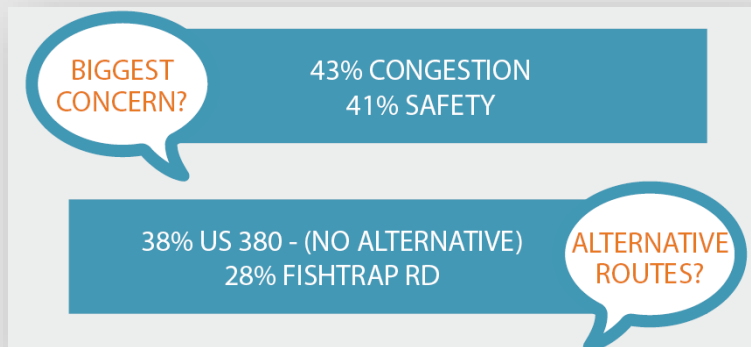 BIGGEST
CONCERN?
43% CONGESTION
41% SAFETY
38% US 380 - (NO ALTERNATIVE)
28% FISHTRAP RD
ALTERNATIVE
ROUTES?